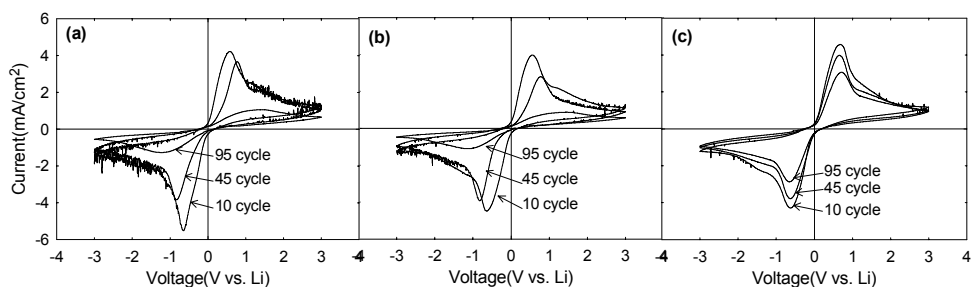 (a)
Current(mA/cm²)
6
4
2
0
-2
-4
-6
95 cycle
45 cycle
10 cycle
-4 -3 -2 -1 0 1 2 3
Voltage(V vs. Li)
(b)
95 cycle
45 cycle
10 cycle
-4 -3 -2 -1 0 1 2 3
Voltage(V vs. Li)
(c)
95 cycle
45 cycle
10 cycle
-4 -3 -2 -1 0 1 2 3 4
Voltage(V vs. Li)